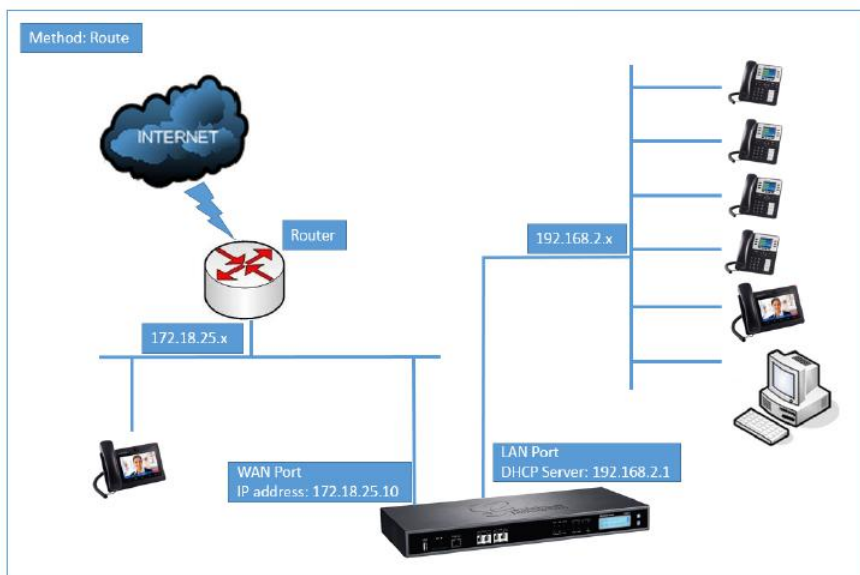 Method: Route
INTERNET
Router
192.168.2.x
172.18.25.x
WAN Port
IP address: 172.18.25.10
LAN Port
DHCP Server: 192.168.2.1